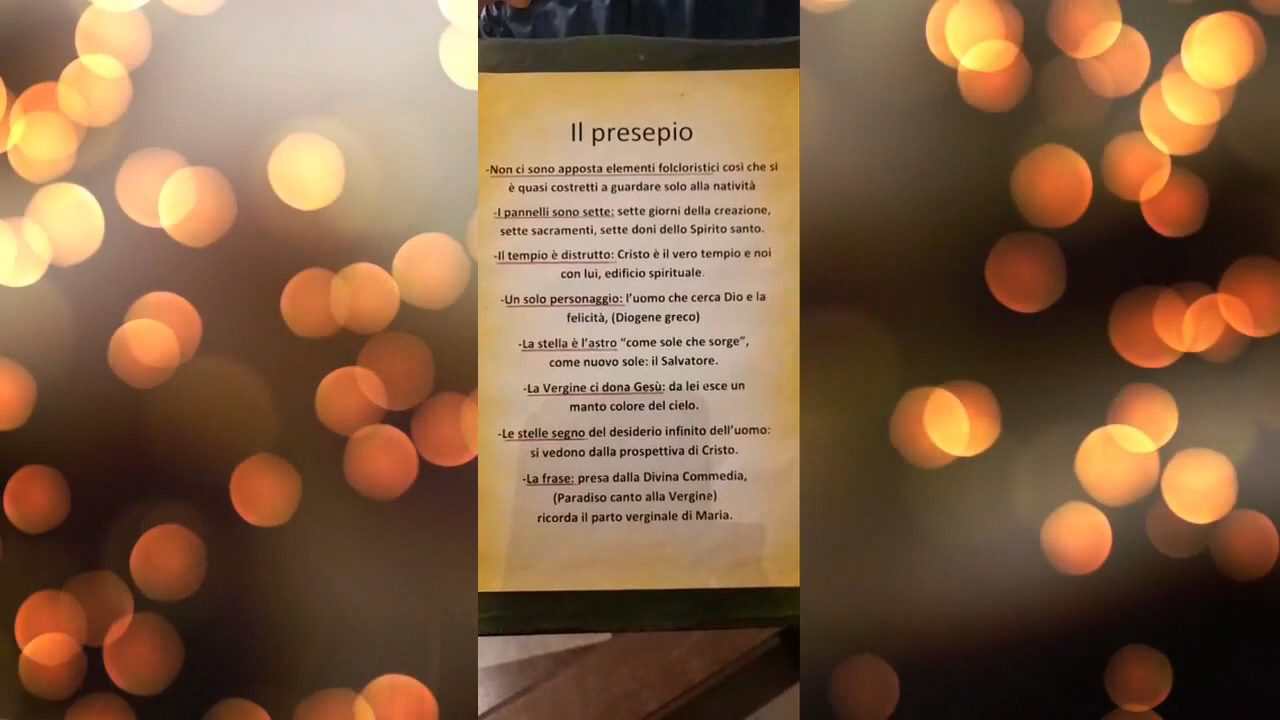 Il presepio
-Non ci sono apposta elementi folcloristici così che si
è quasi costretti a guardare solo alla natività
-I pannelli sono sette: sette giorni della creazione,
sette sacramenti, sette doni dello Spirito santo.
-Il tempio è distrutto: Cristo è il vero tempio e noi
con lui, edificio spirituale.
-Un solo personaggio: l'uomo che cerca Dio e la
felicità, (Diogene greco)
-La stella è l'astro “come sole che sorge”,
come nuovo sole: il Salvatore.
-La Vergine ci dona Gesù: da lei esce un
manto colore del cielo.
-Le stelle segno del desiderio infinito dell'uomo:
si vedono dalla prospettiva di Cristo.
-La frase: presa dalla Divina Commedia,
(Paradiso canto alla Vergine)
ricorda il parto verginale di Maria.